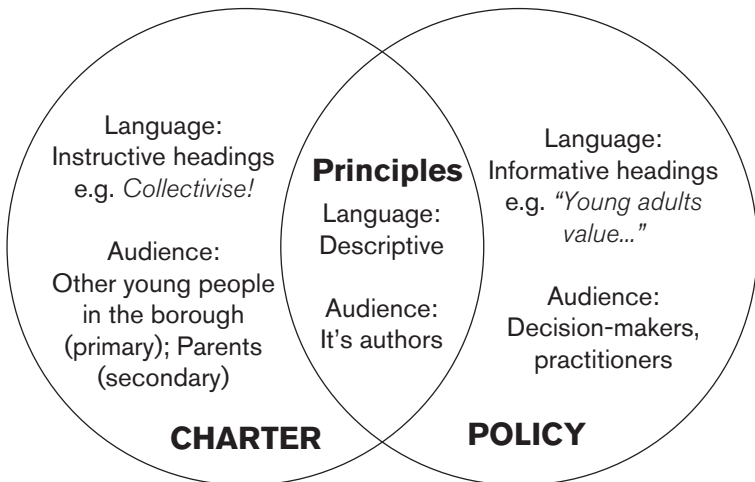 Language:
Instructive headings
e.g. Collectivise!
Audience:
Other young people
in the borough
(primary); Parents
(secondary)
CHARTER
Principles
Language:
Descriptive
Audience:
It's authors
Language:
Informative headings
e.g. “Young adults
value...”
Audience:
Decision-makers,
practitioners
POLICY